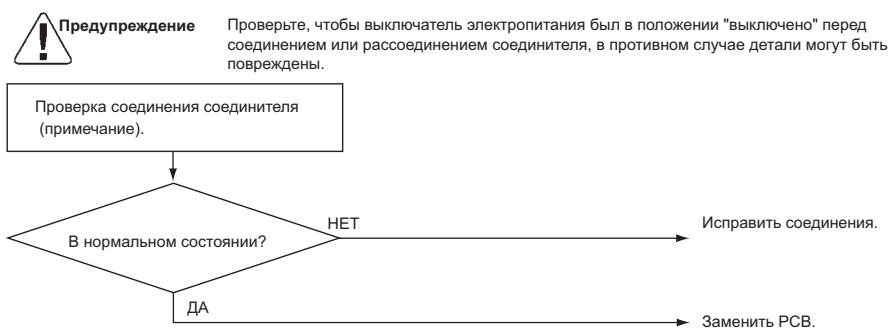 Предупреждение
Проверьте, чтобы выключатель электропитания был в положении "выключено" перед
соединением или рассоединением соединителя, в противном случае детали могут быть
повреждены.
Проверка соединения соединителя
(примечание).
В нормальном состоянии?
НЕТ
Исправить соединения.
ДА
Заменить PCB.